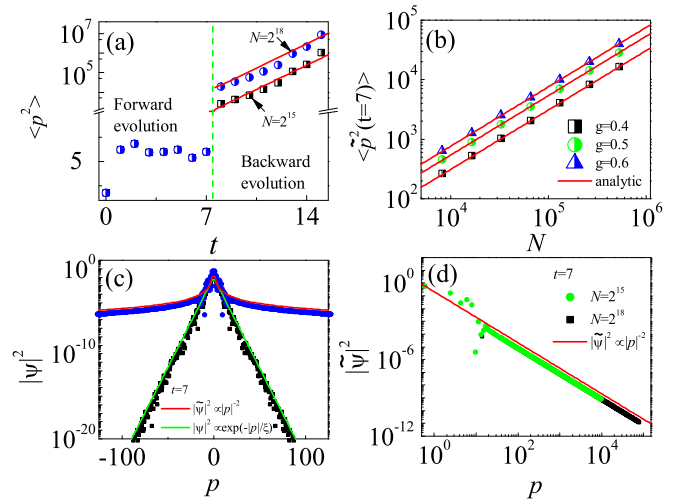 (a)
N=2^18
N=2^15
Forward
evolution
Backward
evolution
10^7
10^5
5
<p^2>
0
7
14
t
(b)
10^5
10^4
10^3
10^2
<p̃^2(t=7)>
g=0.4
g=0.5
g=0.6
analytic
10^4
10^5
10^6
N
(c)
10^0
10^-10
10^-20
|ψ|^2
t=7
|ψ̃|^2 ∝|p|^-2
|ψ|^2 ∝exp(-|p|/ξ)
-100
0
100
p
(d)
10^0
10^-6
10^-12
|ψ̃|^2
t=7
N=2^15
N=2^18
|ψ̃|^2 ∝|p|^-2
10^0
10^2
10^4
p